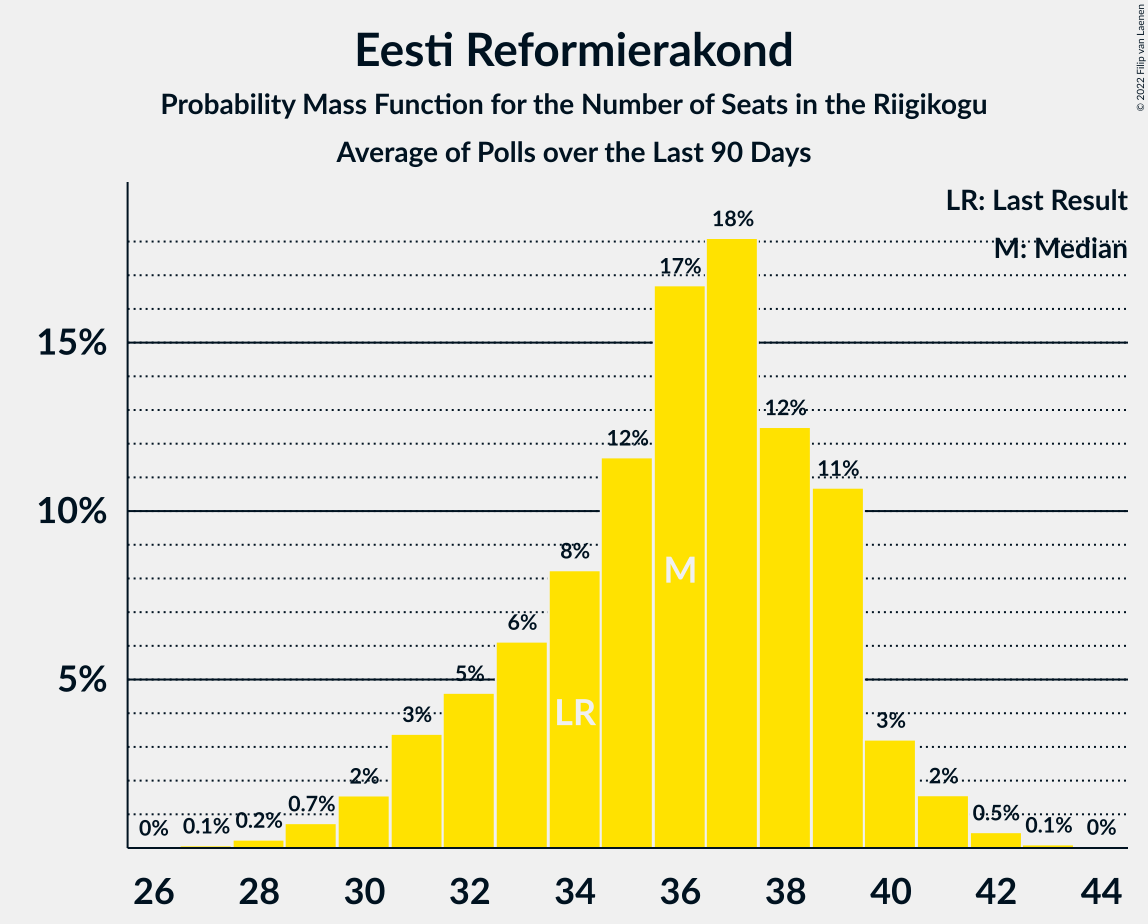 Eesti Reformierakond
Probability Mass Function for the Number of Seats in the Riigikogu
Average of Polls over the Last 90 Days
© 2022 Filip van Laenen
LR: Last Result
M: Median
15%
10%
5%
0%
0.1%
0.2%
0.7%
2%
3%
5%
6%
8%
12%
17%
18%
12%
11%
3%
2%
0.5%
0.1%
0%
M
LR
26 28 30 32 34 36 38 40 42 44